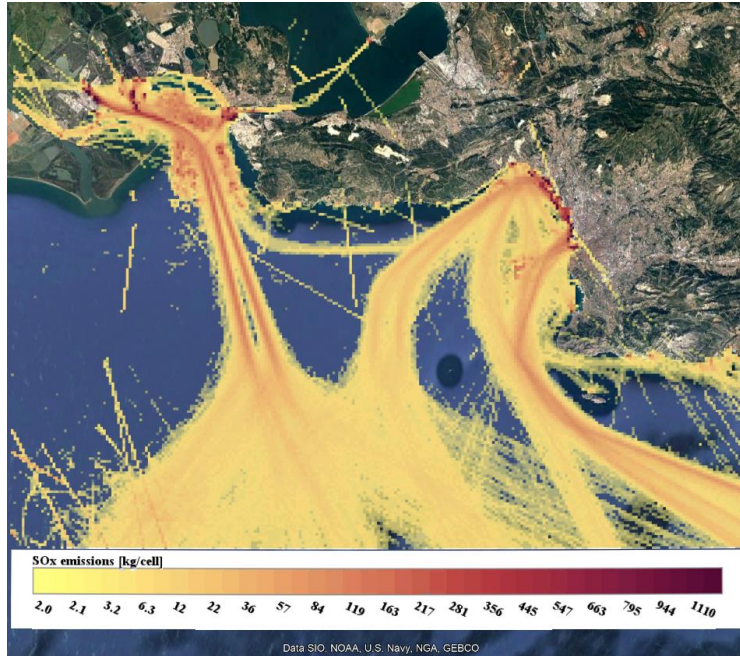 SOx emissions [kg/cell]
2.0 2.1 3.2 6.3 12 22 36 57 84 119 163 217 281 356 445 547 663 795 944 1110
Data SIO, NOAA, U.S. Navy, NGA, GEBCO